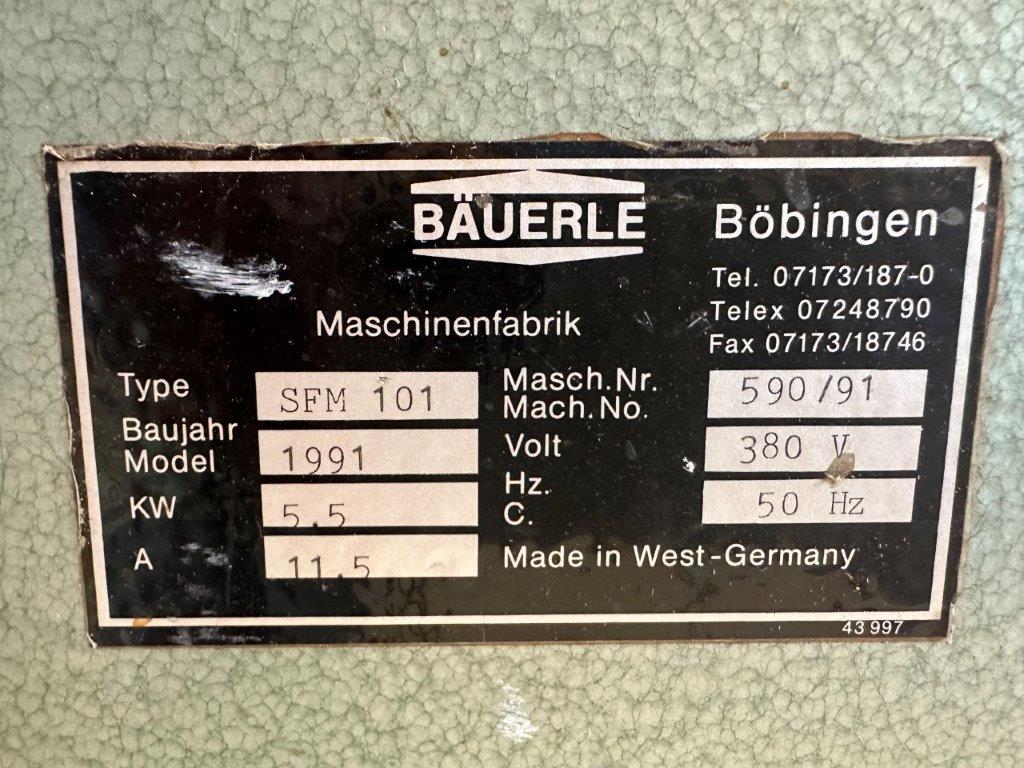 BÄUERLE
Böbingen
Tel. 07173/187-0
Telex 07248790
Fax 07173/18746
Maschinenfabrik
Type SFM 101
Baujahr
Model 1991
KW 5.5
A 11.5
Masch.Nr.
Mach.No. 590/91
Volt 380 V
Hz.
C. 50 Hz
Made in West-Germany
43 997